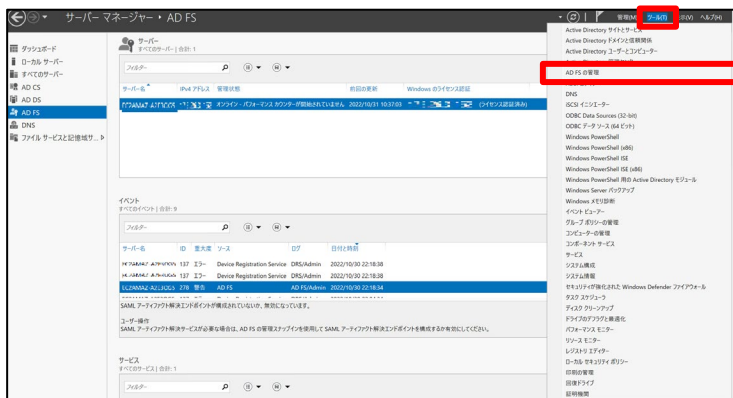 サーバー マネージャー ・ AD FS
管理(M) ツール(T) 表示(V) ヘルプ(H)
ダッシュボード
ローカル サーバー
すべてのサーバー
AD CS
AD DS
AD FS
DNS
ファイル サービスと記憶域サ...
サーバー
すべてのサーバー | 合計: 1
フィルター
サーバー名 IPv4 アドレス 管理状態 前回の更新 Windows のライセンス認証
オンライン - パフォーマンス カウンターが開始されていません 2022/10/31 10:37:03 (ライセンス認証済み)
イベント
すべてのイベント | 合計: 9
フィルター
サーバー名 ID 重大度 ソース ログ 日付と時刻
137 エラー Device Registration Service DRS/Admin 2022/10/30 22:18:38
137 エラー Device Registration Service DRS/Admin 2022/10/30 22:18:38
278 警告 AD FS AD FS/Admin 2022/10/30 22:18:34
SAML アーティファクト解決エンドポイントが構成されていないか、無効になっています。
ユーザー操作
SAML アーティファクト解決サービスが必要な場合は、AD FS の管理スナップインを使用して SAML アーティファクト解決エンドポイントを構成するか有効にしてください。
サービス
すべてのサービス | 合計: 1
フィルター
Active Directory サイトとサービス
Active Directory ドメインと信頼関係
Active Directory ユーザーとコンピューター
AD FS の管理
DNS
iSCSI イニシエーター
ODBC Data Sources (32-bit)
ODBC データ ソース (64 ビット)
Windows PowerShell
Windows PowerShell (x86)
Windows PowerShell ISE
Windows PowerShell ISE (x86)
Windows PowerShell 用の Active Directory モジュール
Windows Server バックアップ
Windows メモリ診断
イベント ビューアー
グループ ポリシーの管理
コンピューターの管理
コンポーネント サービス
サービス
システム構成
システム情報
セキュリティが強化された Windows Defender ファイアウォール
タスク スケジューラ
ディスク クリーンアップ
ドライブのデフラグと最適化
パフォーマンス モニター
リソース モニター
レジストリ エディター
ローカル セキュリティ ポリシー
印刷の管理
回復ドライブ
証明機関